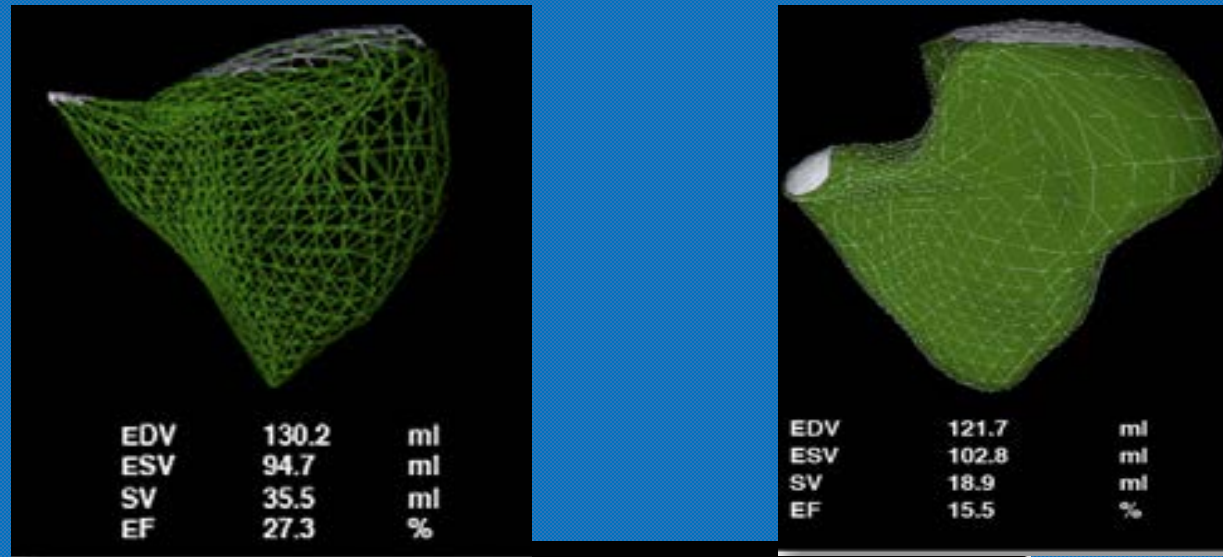 EDV 130.2 ml
ESV 94.7 ml
SV 35.5 ml
EF 27.3 %
EDV 121.7 ml
ESV 102.8 ml
SV 18.9 ml
EF 15.5 %